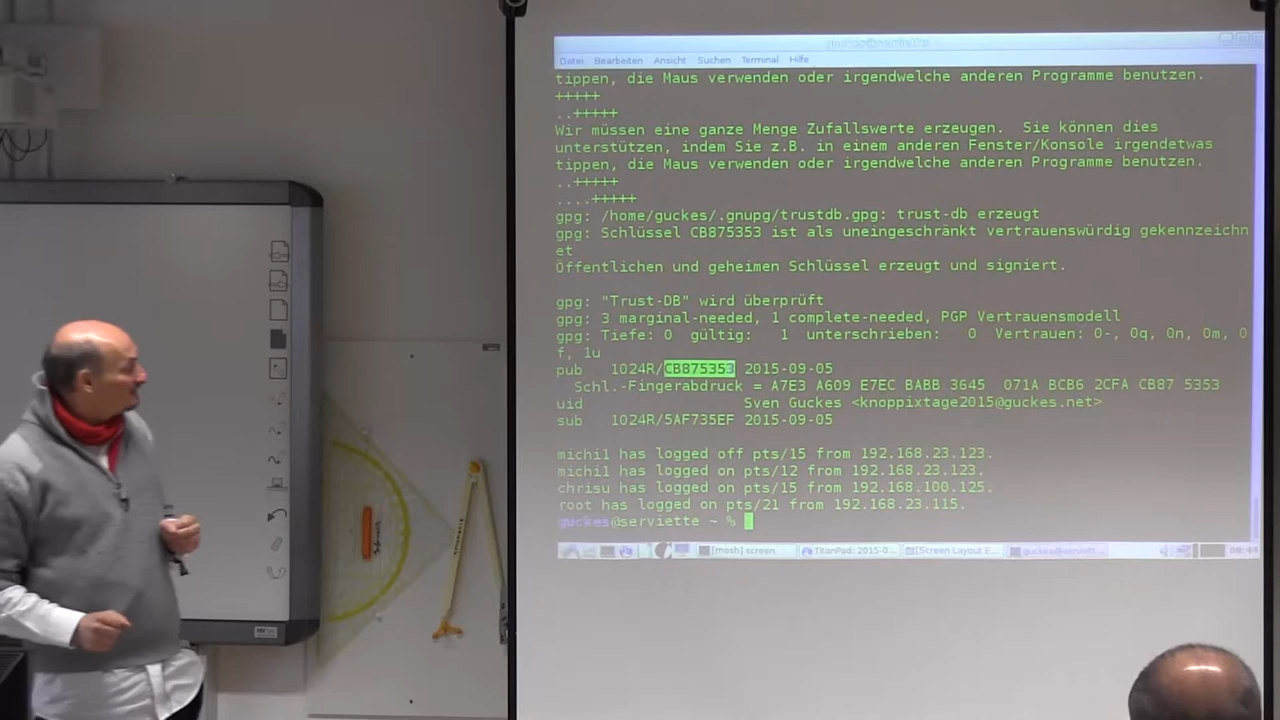 guckes@serviette
Datei Bearbeiten Ansicht Suchen Terminal Hilfe
tippen, die Maus verwenden oder irgendwelche anderen Programme benutzen.
+++++
..+++++
Wir müssen eine ganze Menge Zufallswerte erzeugen.  Sie können dies
unterstützen, indem Sie z.B. in einem anderen Fenster/Konsole irgendetwas
tippen, die Maus verwenden oder irgendwelche anderen Programme benutzen.
..+++++
....+++++
gpg: /home/guckes/.gnupg/trustdb.gpg: trust-db erzeugt
gpg: Schlüssel CB875353 ist als uneingeschränkt vertrauenswürdig gekennzeichn
et
Öffentlichen und geheimen Schlüssel erzeugt und signiert.
gpg: "Trust-DB" wird überprüft
gpg: 3 marginal-needed, 1 complete-needed, PGP Vertrauensmodell
gpg: Tiefe: 0  gültig:   1  unterschrieben:   0  Vertrauen: 0-, 0q, 0n, 0m, 0
f, 1u
pub   1024R/CB875353 2015-09-05
  Schl.-Fingerabdruck = A7E3 A609 E7EC BABB 3645  071A BCB6 2CFA CB87 5353
uid                  Sven Guckes <knoppixtage2015@guckes.net>
sub   1024R/5AF735EF 2015-09-05
michi1 has logged off pts/15 from 192.168.23.123.
michi1 has logged on pts/12 from 192.168.23.123.
chrisu has logged on pts/15 from 192.168.100.125.
root has logged on pts/21 from 192.168.23.115.
guckes@serviette ~ %
[mosh] screen TitanPad: 2015-0... [Screen Layout E... guckes@serviett...